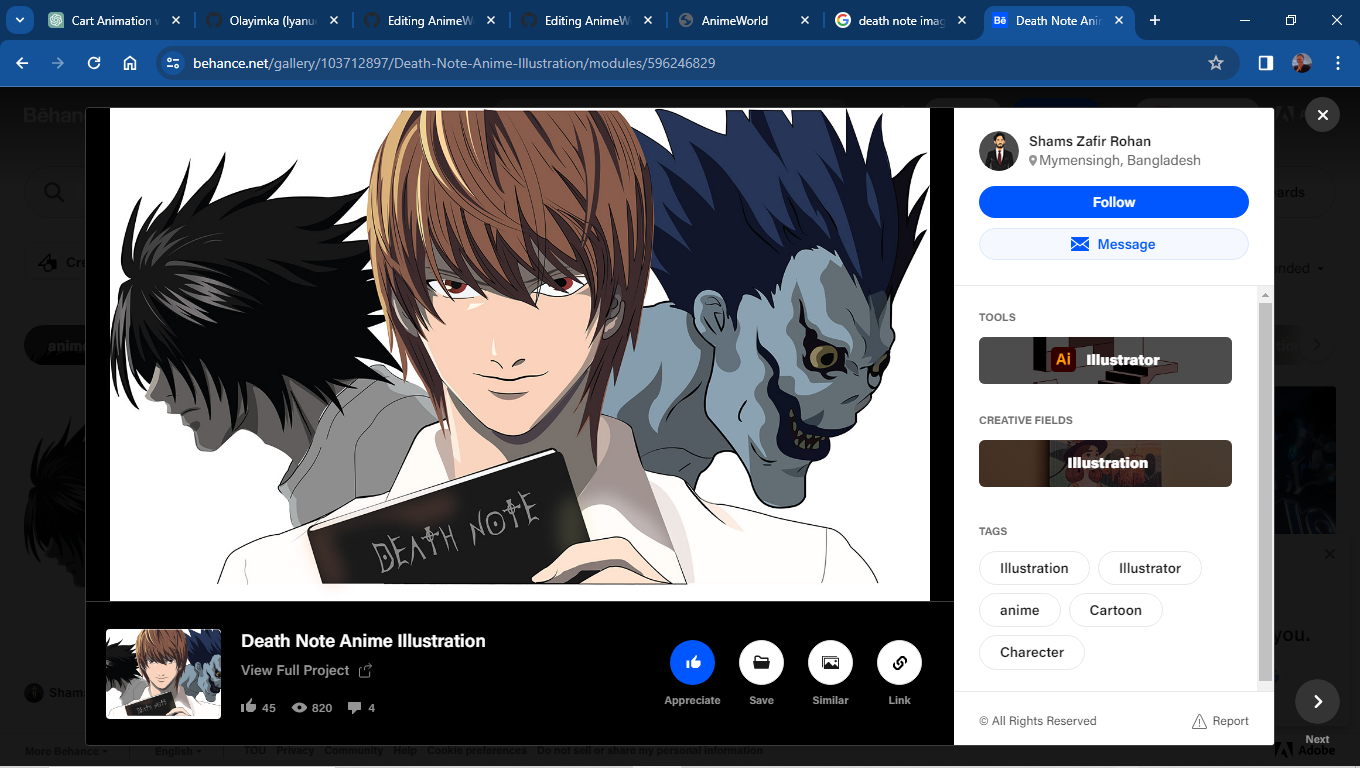 Cart Animation w
Olayimka (Iyanu
Editing AnimeW
Editing AnimeW
AnimeWorld
death note imag
Death Note Anim
behance.net/gallery/103712897/Death-Note-Anime-Illustration/modules/596246829
Shams Zafir Rohan
Mymensingh, Bangladesh
Follow
Message
TOOLS
Ai Illustrator
CREATIVE FIELDS
Illustration
TAGS
Illustration Illustrator
anime Cartoon
Charecter
DEATH NOTE
Death Note Anime Illustration
View Full Project
45 820 4
Appreciate Save Similar Link
© All Rights Reserved Report
Next
More Behance English TOU Privacy Community Help Cookie preferences Do not sell or share my personal information Adobe